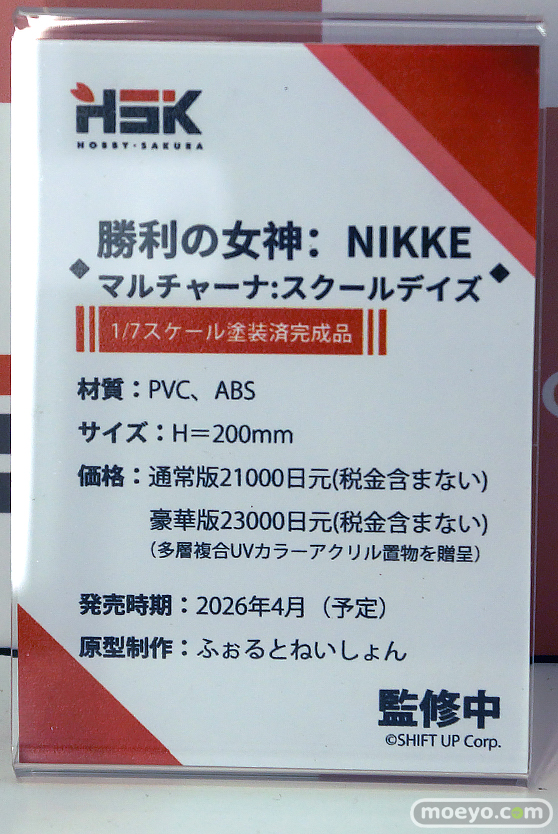 HSK
HOBBY·SAKURA
勝利の女神：NIKKE
マルチャーナ:スクールデイズ
1/7スケール塗装済完成品
材質：PVC、ABS
サイズ：H＝200mm
価格：通常版21000日元(税金含まない)
豪華版23000日元(税金含まない)
（多層複合UVカラーアクリル置物を贈呈）
発売時期：2026年4月（予定）
原型制作：ふぉるとねいしょん
監修中
©SHIFT UP Corp.
moeyo.com